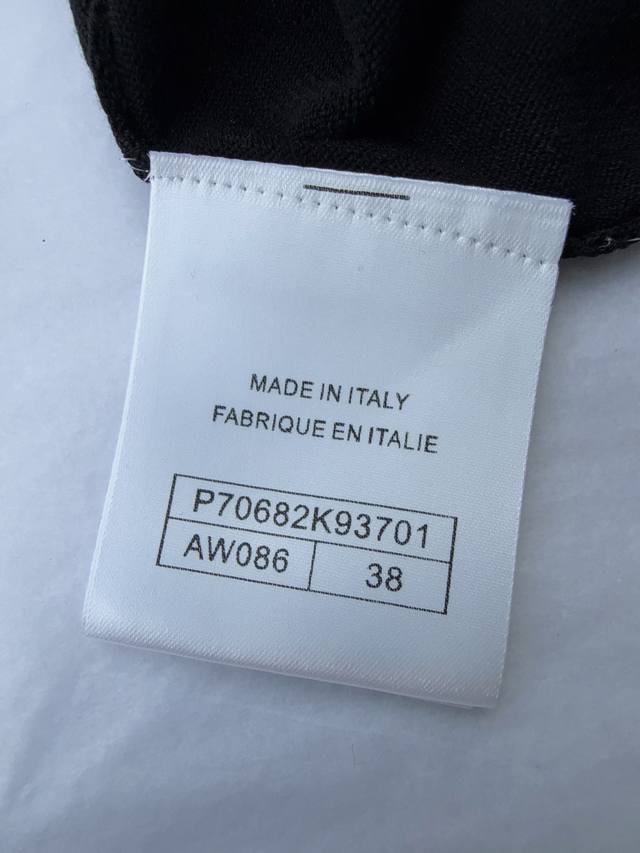 MADE IN ITALY
FABRIQUE EN ITALIE
P70682K93701
AW086 38